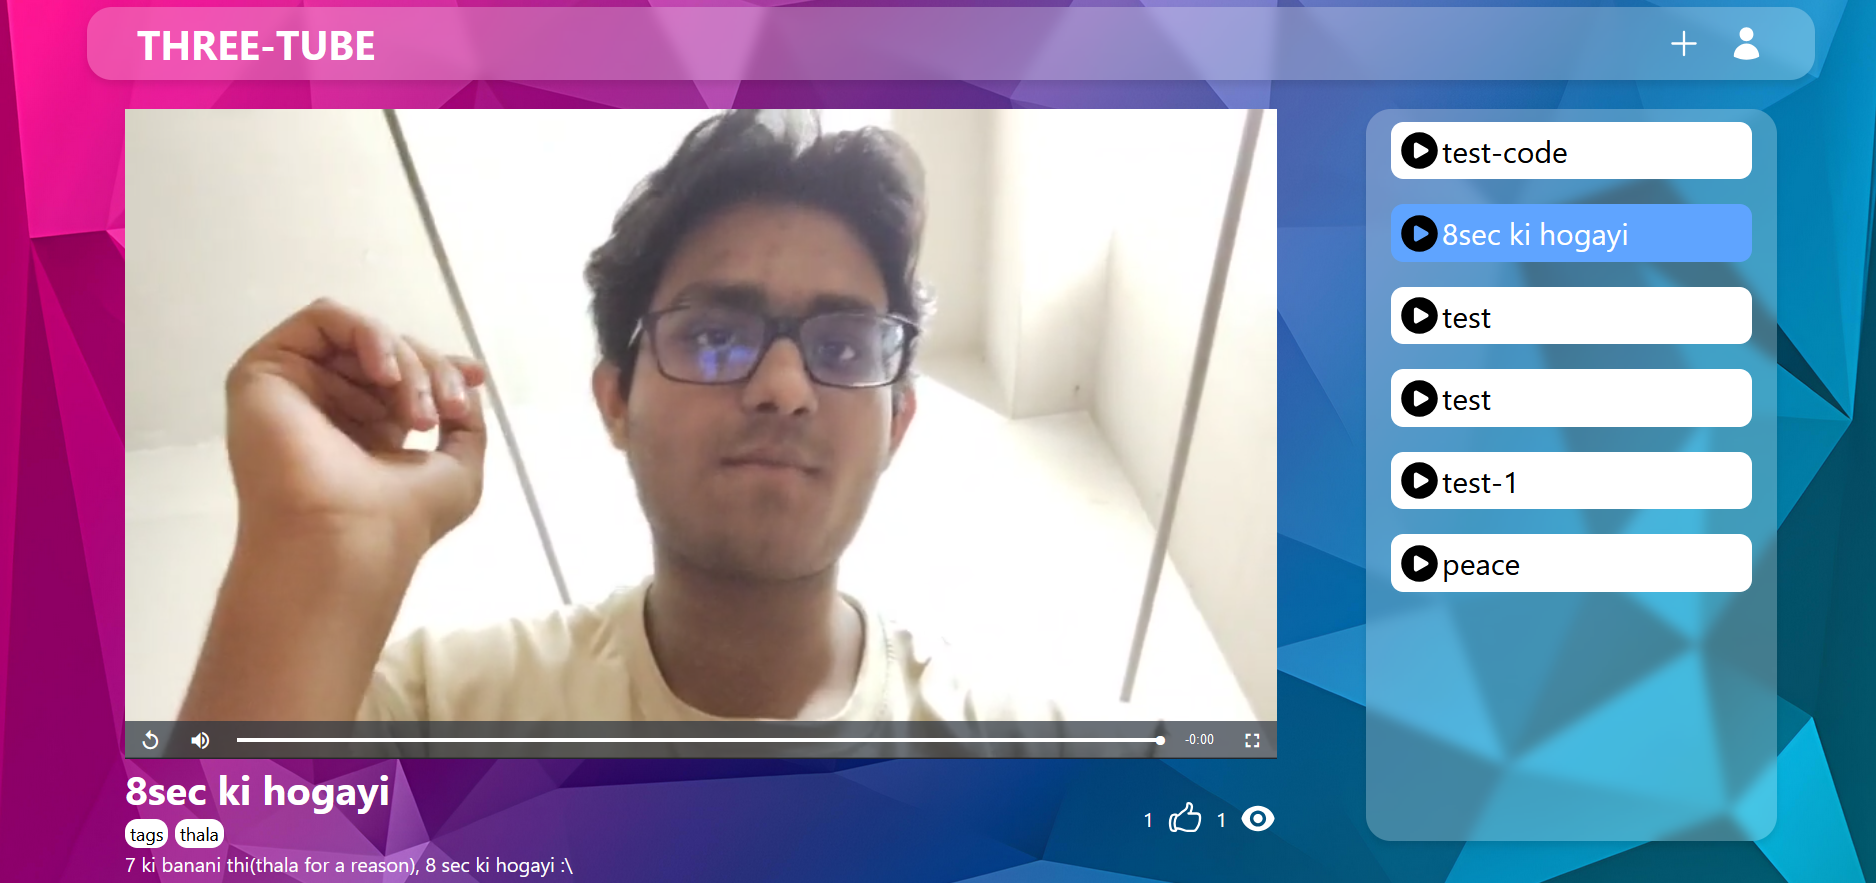 THREE-TUBE
-0:00
8sec ki hogayi
tags thala
1 1
7 ki banani thi(thala for a reason), 8 sec ki hogayi :\
test-code
8sec ki hogayi
test
test
test-1
peace